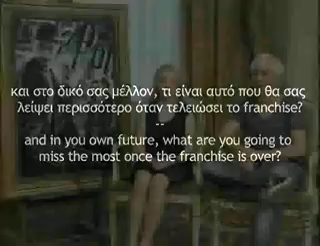 και στο δικό σας μέλλον, τι είναι αυτό που θα σας
λείψει περισσότερο όταν τελειώσει το franchise?
--
and in you own future, what are you going to
miss the most once the franchise is over?